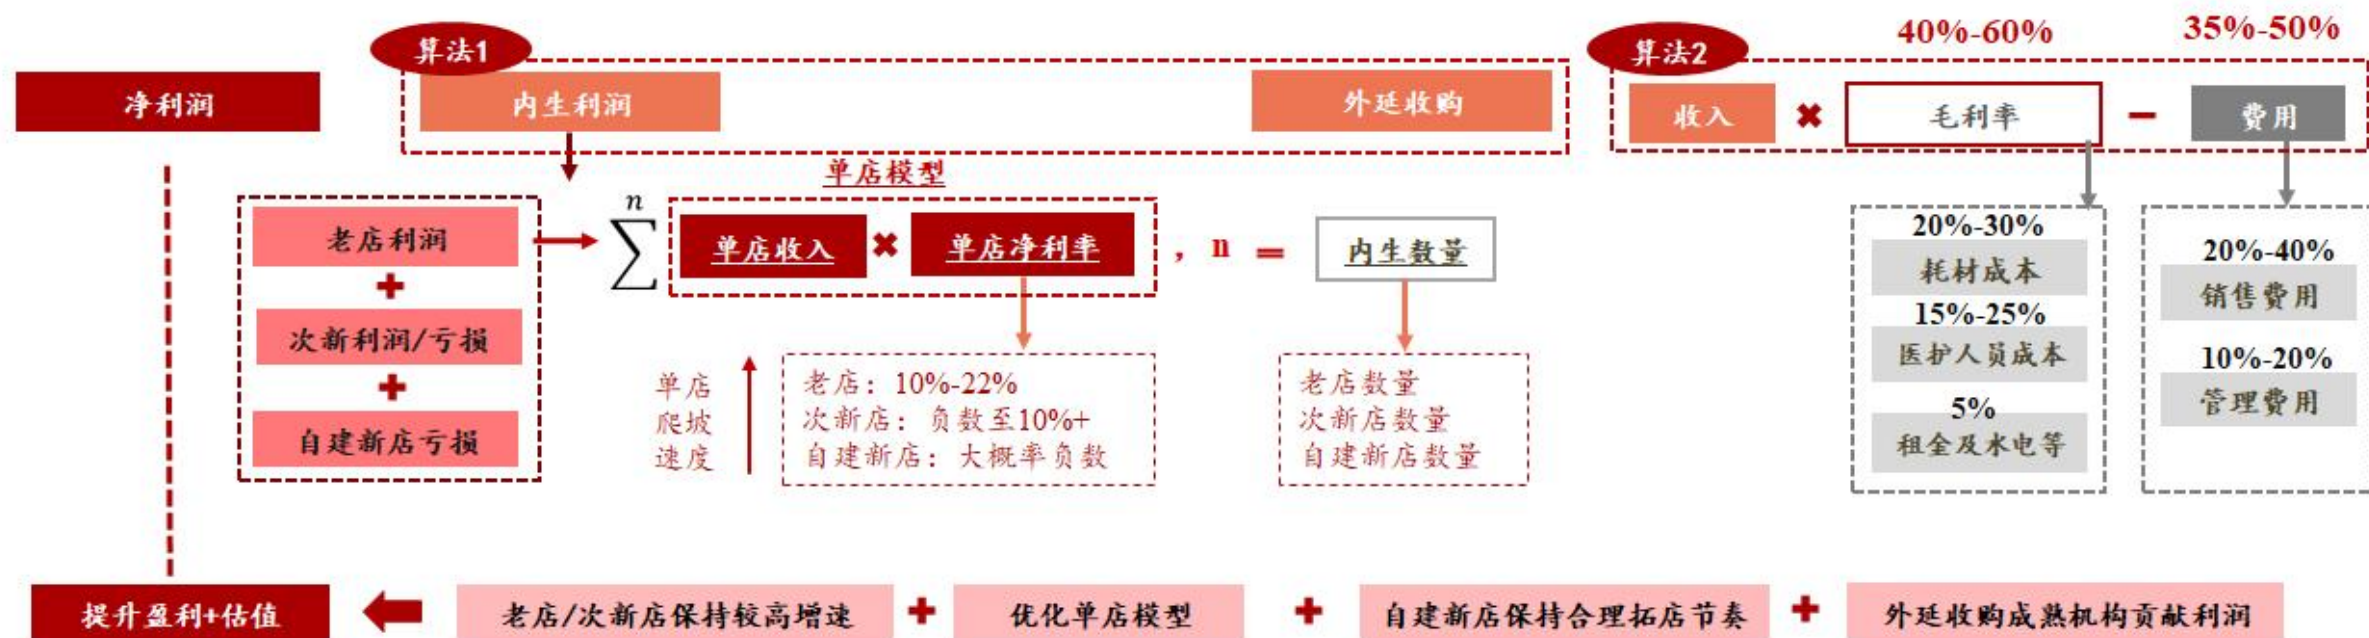 算法1
算法2
40%-60%
35%-50%
净利润
内生利润
外延收购
收入
×
毛利率
−
费用
单店模型
老店利润
+
次新利润/亏损
+
自建新店亏损
n
∑
单店收入
×
单店净利率
，n =
内生数量
单店
爬坡
速度
老店：10%-22%
次新店：负数至10%+
自建新店：大概率负数
老店数量
次新店数量
自建新店数量
20%-30%
耗材成本
15%-25%
医护人员成本
5%
租金及水电等
20%-40%
销售费用
10%-20%
管理费用
提升盈利+估值
老店/次新店保持较高增速
+
优化单店模型
+
自建新店保持合理拓店节奏
+
外延收购成熟机构贡献利润